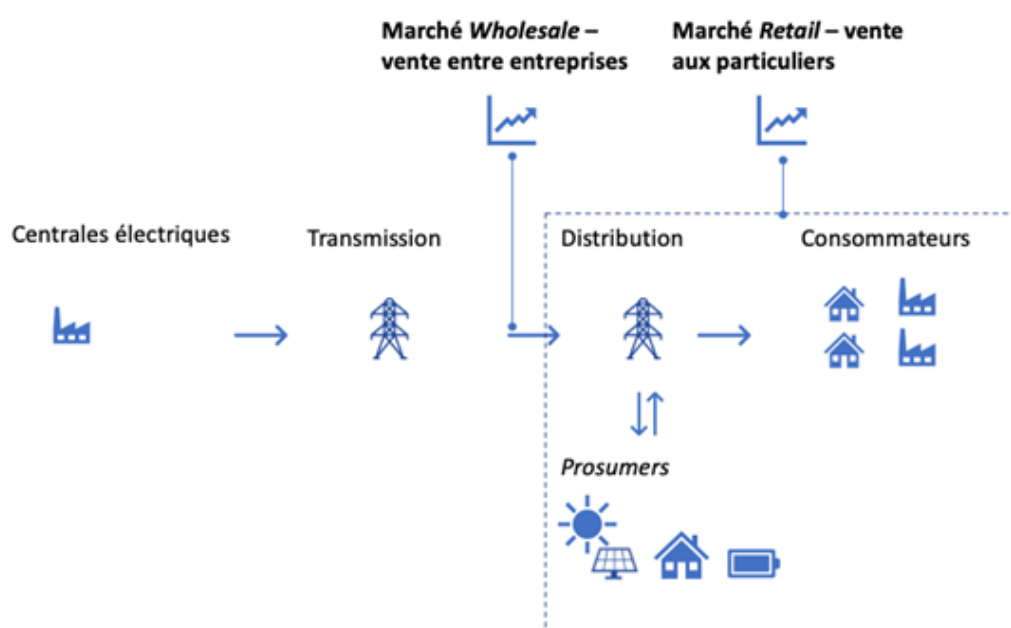 Marché Wholesale –
vente entre entreprises
Marché Retail – vente
aux particuliers
Centrales électriques
Transmission
Distribution
Consommateurs
Prosumers